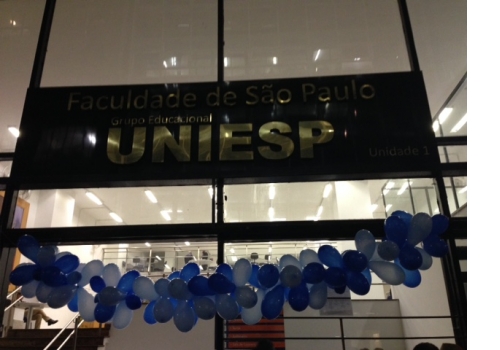 Faculdade de São Paulo
Grupo Educacional
UNIESP
Unidade 1